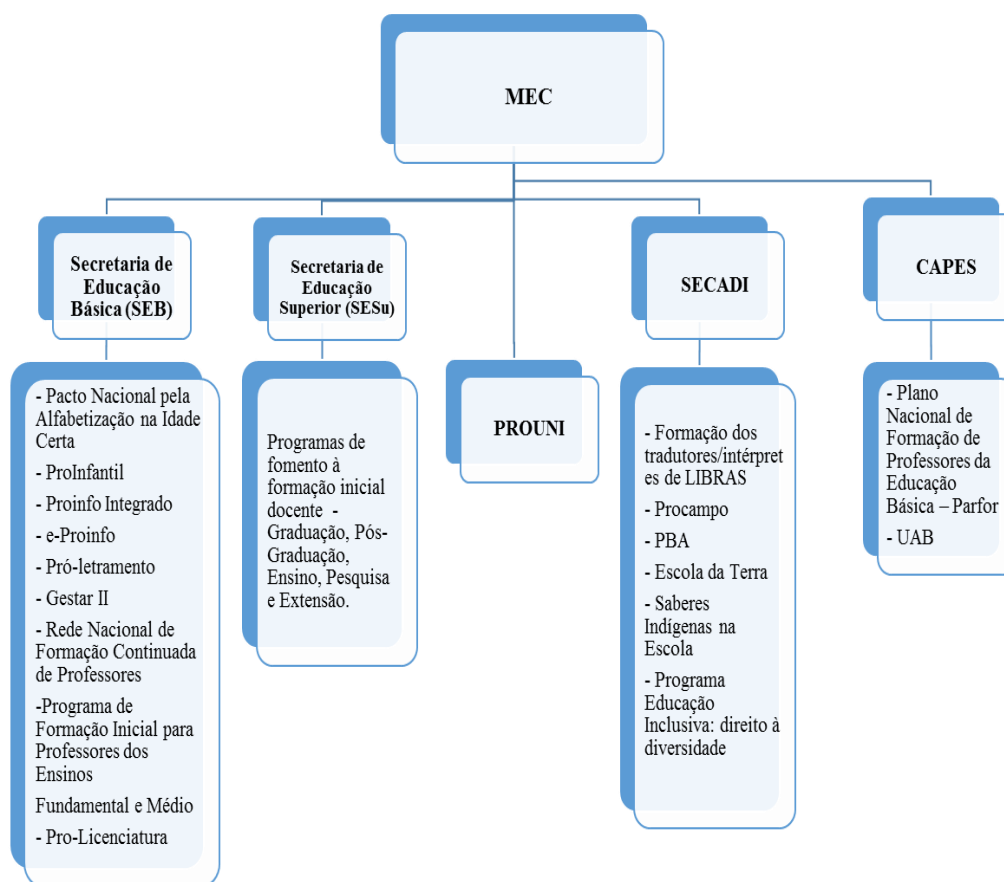 MEC
Secretaria de
Educação
Básica (SEB)
Secretaria de
Educação
Superior (SESu)
SECADI
CAPES
- Pacto Nacional pela
Alfabetização na Idade
Certa
- ProInfantil
- Proinfo Integrado
- e-Proinfo
- Pró-letramento
- Gestar II
- Rede Nacional de
Formação Continuada
de Professores
-Programa de
Formação Inicial para
Professores dos
Ensinos
Fundamental e Médio
- Pro-Licenciatura
Programas de
fomento à
formação inicial
docente -
Graduação, Pós-
Graduação,
Ensino, Pesquisa
e Extensão.
PROUNI
- Formação dos
tradutores/intérpret
es de LIBRAS
- Procampo
- PBA
- Escola da Terra
- Saberes
Indígenas na
Escola
- Programa
Educação
Inclusiva: direito à
diversidade
- Plano
Nacional de
Formação de
Professores da
Educação
Básica – Parfor
- UAB